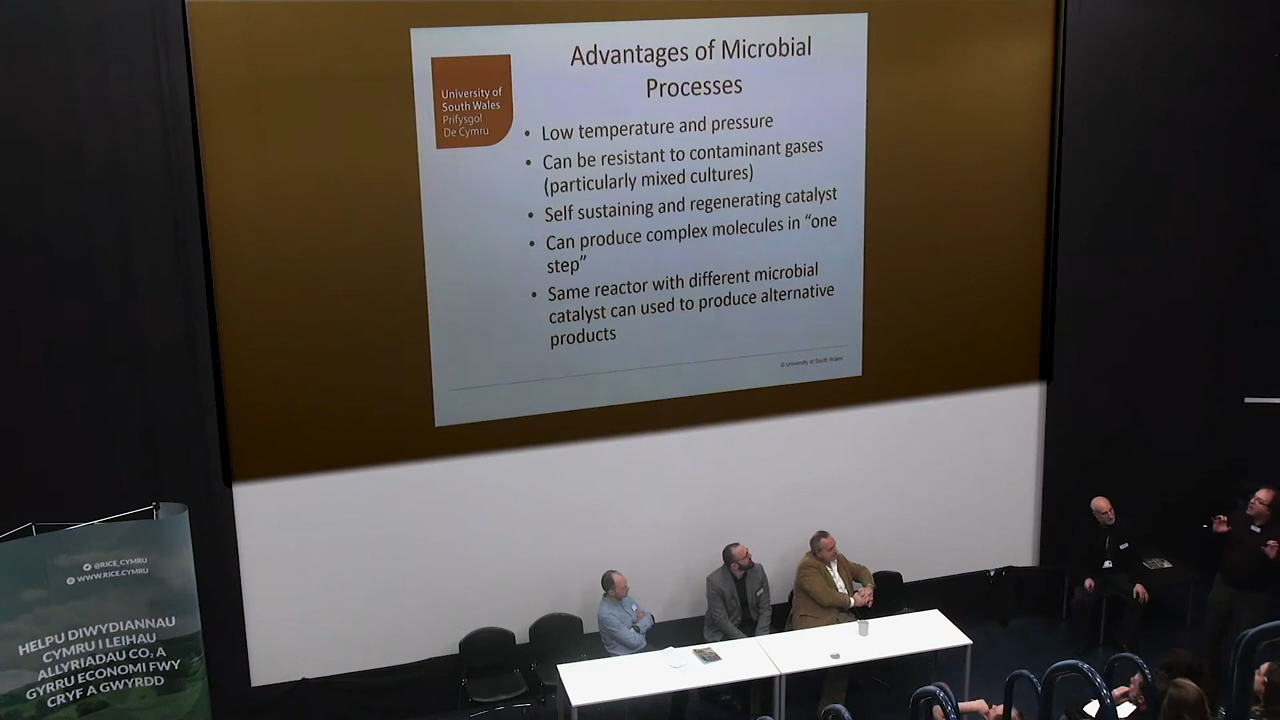 Advantages of Microbial
Processes
University of
South Wales
Prifysgol
De Cymru
• Low temperature and pressure
• Can be resistant to contaminant gases
(particularly mixed cultures)
• Self sustaining and regenerating catalyst
• Can produce complex molecules in “one
step”
• Same reactor with different microbial
catalyst can used to produce alternative
products
© University of South Wales
@RICE_CYMRU
WWW.RICE.CYMRU
HELPU DIWYDIANNAU
CYMRU I LEIHAU
ALLYRIADAU CO, A
GYRRU ECONOMI FWY
CRYF A GWYRDD